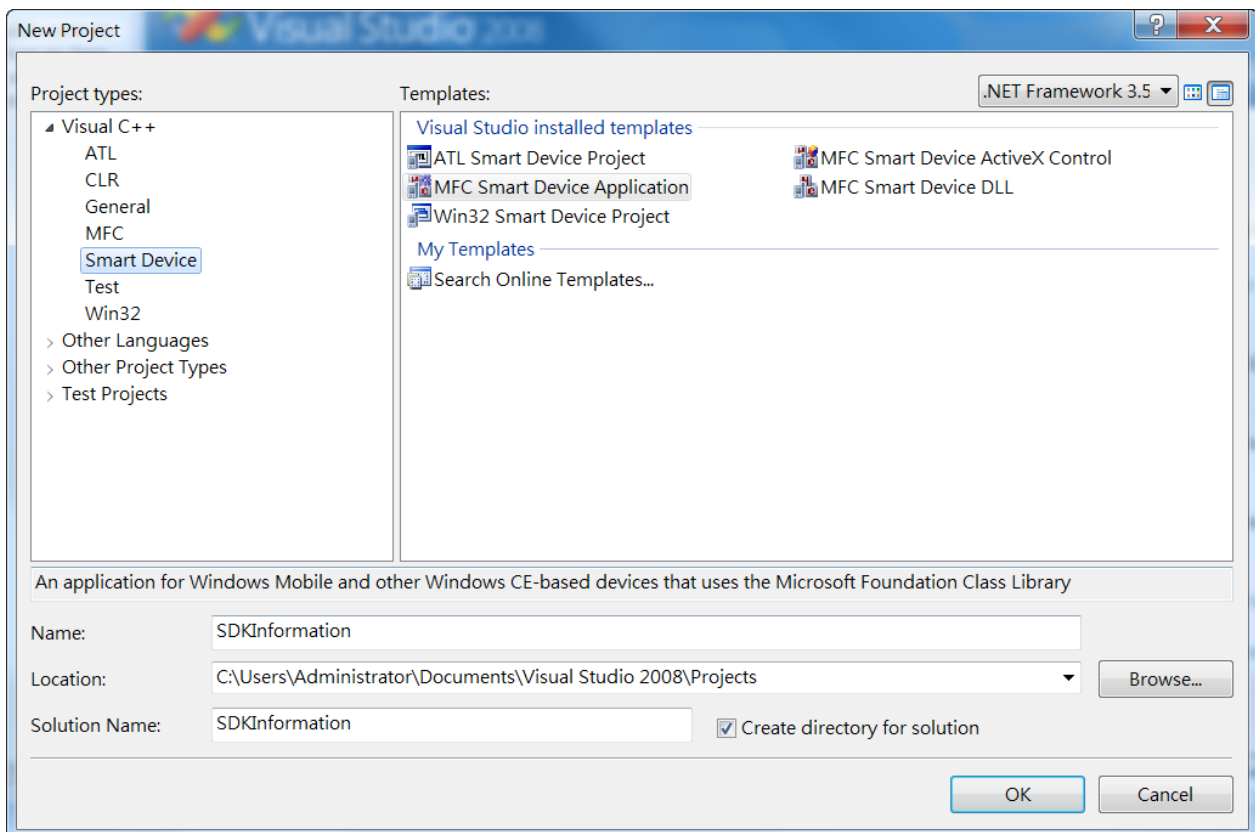 New Project
Visual Studio 2008
Project types:
Templates:
.NET Framework 3.5
Visual C++
ATL
CLR
General
MFC
Smart Device
Test
Win32
Other Languages
Other Project Types
Test Projects
Visual Studio installed templates
ATL Smart Device Project
MFC Smart Device ActiveX Control
MFC Smart Device Application
MFC Smart Device DLL
Win32 Smart Device Project
My Templates
Search Online Templates...
An application for Windows Mobile and other Windows CE-based devices that uses the Microsoft Foundation Class Library
Name:
SDKInformation
Location:
C:\Users\Administrator\Documents\Visual Studio 2008\Projects
Browse...
Solution Name:
SDKInformation
Create directory for solution
OK
Cancel